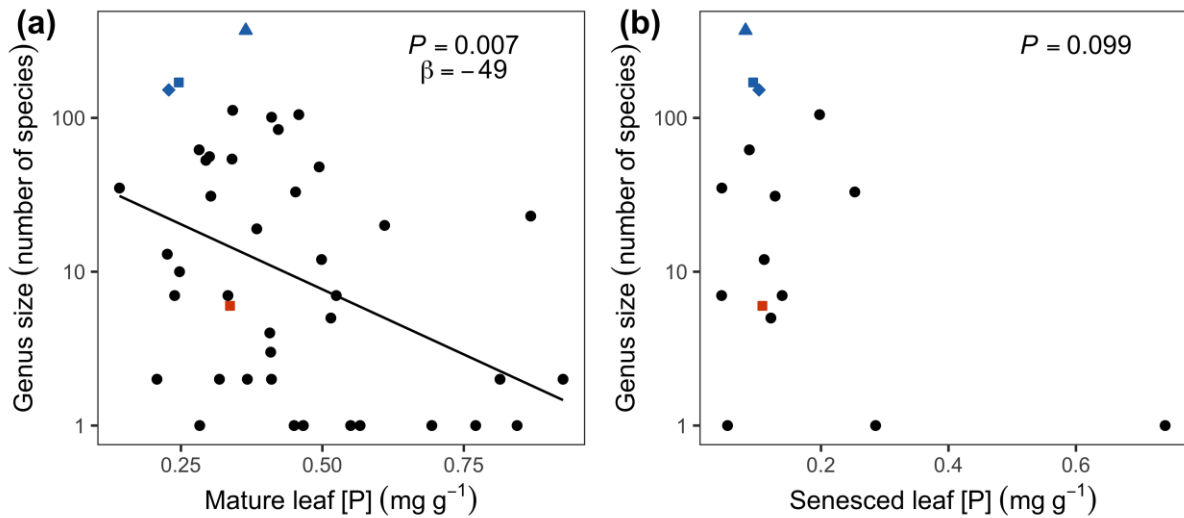 (a)
P = 0.007
β = −49
Genus size (number of species)
100
10
1
0.25 0.50 0.75
Mature leaf [P] (mg g⁻¹)
(b)
P = 0.099
Genus size (number of species)
100
10
1
0.2 0.4 0.6
Senesced leaf [P] (mg g⁻¹)